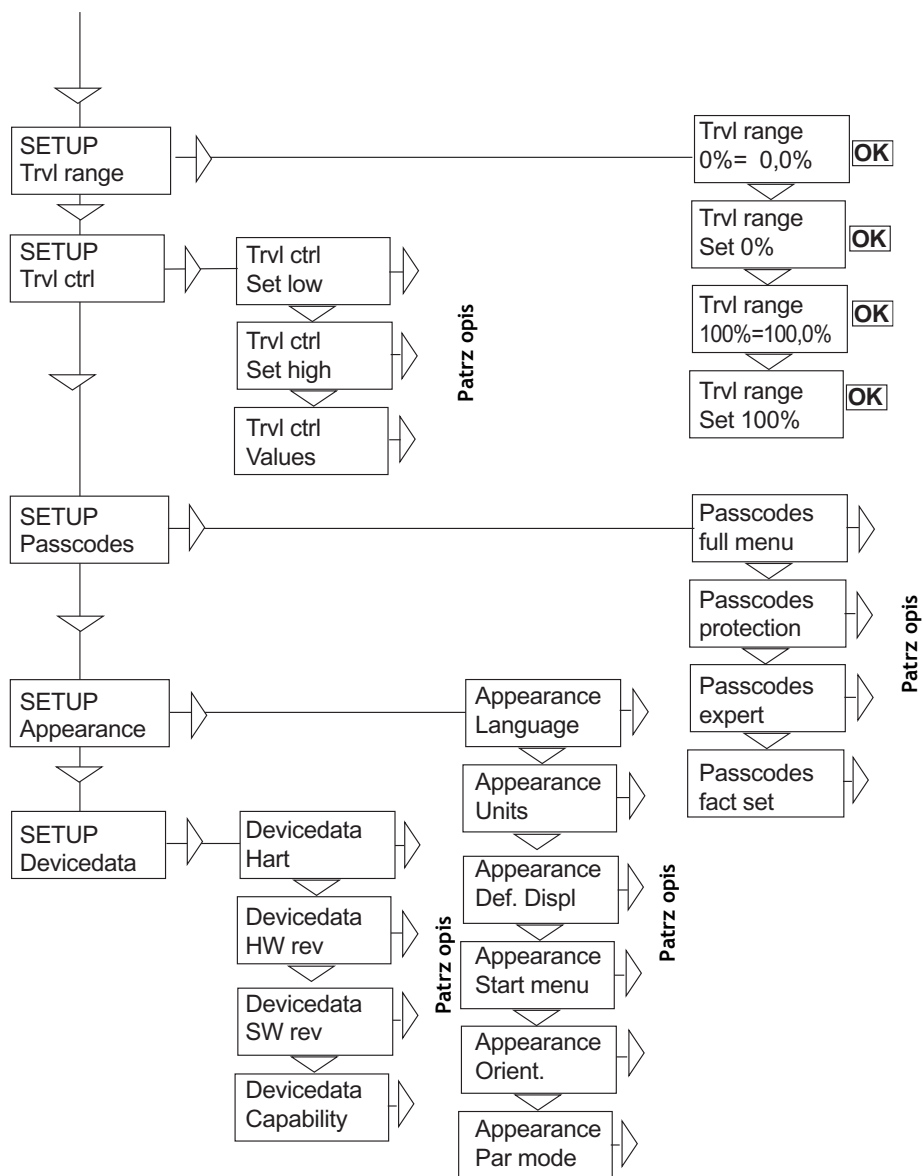 SETUP
Trvl range
Trvl range
0%= 0,0%
OK
Trvl range
Set 0%
OK
Trvl range
100%=100,0%
OK
Trvl range
Set 100%
OK
SETUP
Trvl ctrl
Trvl ctrl
Set low
Trvl ctrl
Set high
Trvl ctrl
Values
Patrz opis
SETUP
Passcodes
Passcodes
full menu
Passcodes
protection
Passcodes
expert
Passcodes
fact set
Patrz opis
SETUP
Appearance
Appearance
Language
Appearance
Units
Appearance
Def. Displ
Appearance
Start menu
Appearance
Orient.
Appearance
Par mode
Patrz opis
SETUP
Devicedata
Devicedata
Hart
Devicedata
HW rev
Devicedata
SW rev
Devicedata
Capability
Patrz opis